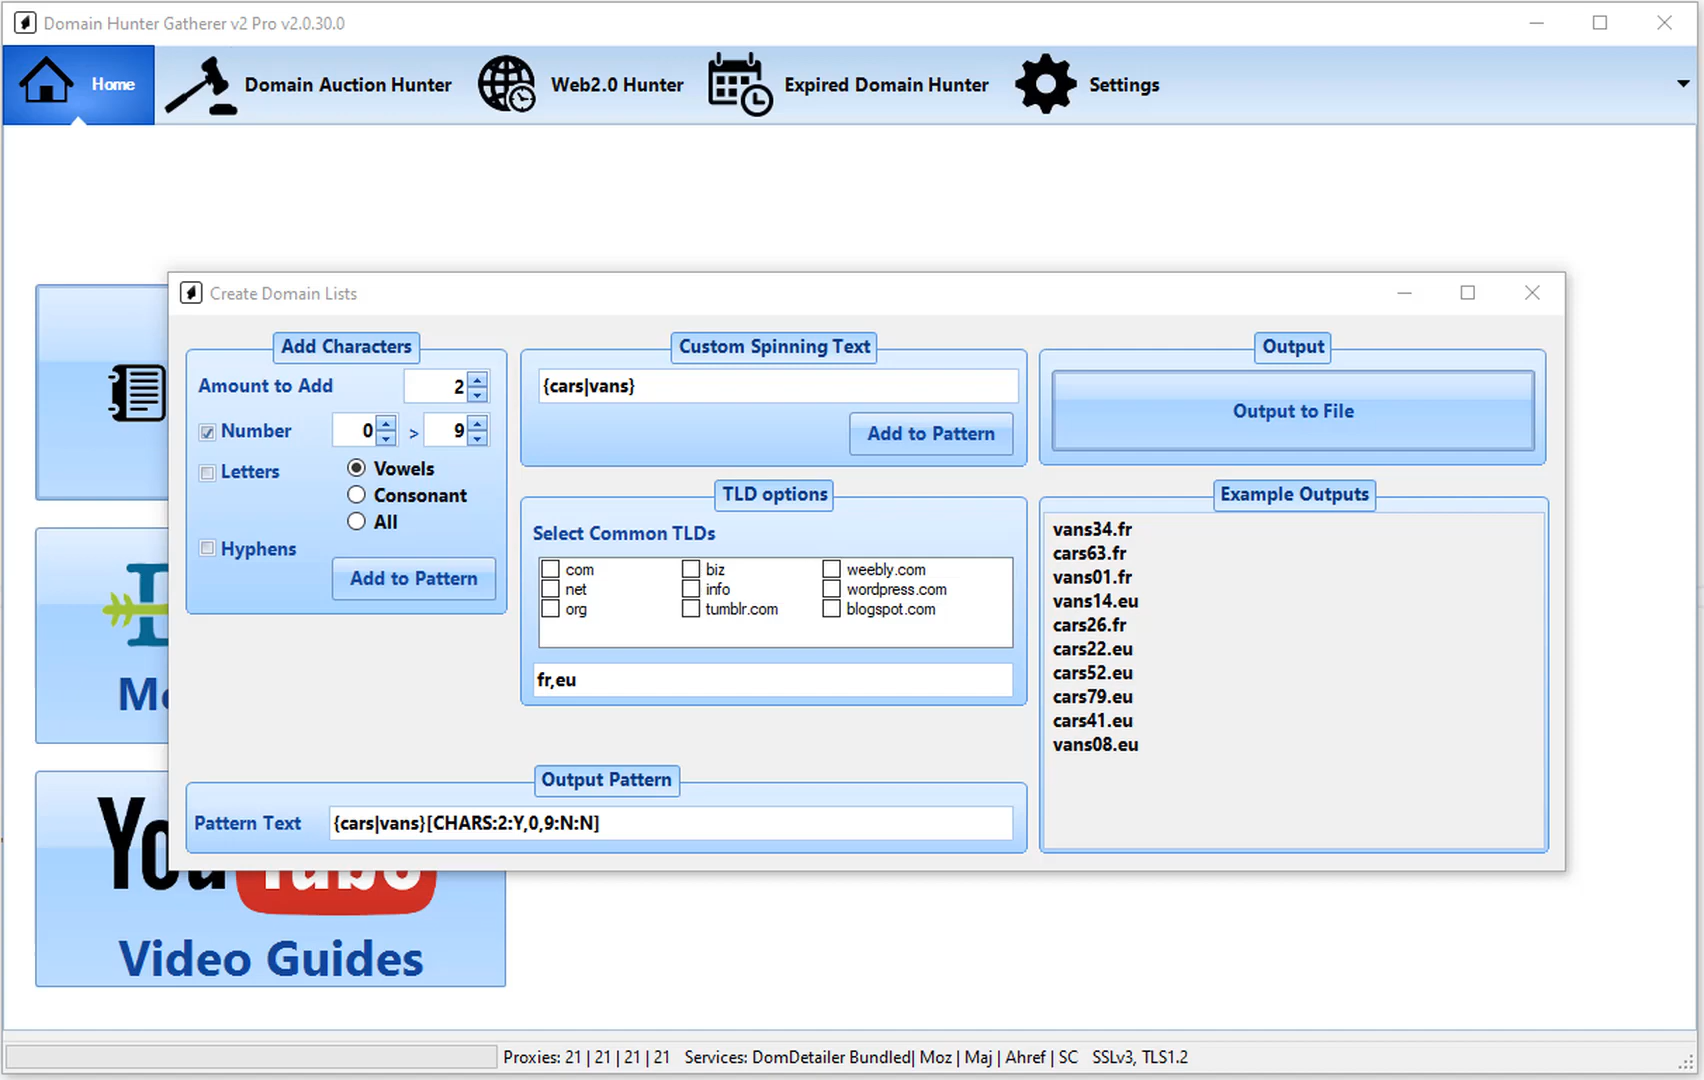 Domain Hunter Gatherer v2 Pro v2.0.30.0
Home
Domain Auction Hunter
Web2.0 Hunter
Expired Domain Hunter
Settings
Create Domain Lists
Add Characters
Amount to Add
2
Number
0
>
9
Letters
Vowels
Consonant
All
Hyphens
Add to Pattern
Custom Spinning Text
{cars|vans}
Add to Pattern
TLD options
Select Common TLDs
com
biz
weebly.com
net
info
wordpress.com
org
tumblr.com
blogspot.com
fr,eu
Output
Output to File
Example Outputs
vans34.fr
cars63.fr
vans01.fr
vans14.eu
cars26.fr
cars22.eu
cars52.eu
cars79.eu
cars41.eu
vans08.eu
Output Pattern
Pattern Text
{cars|vans}[CHARS:2:Y,0,9:N:N]
YouTube
Video Guides
Proxies: 21 | 21 | 21 | 21 Services: DomDetailer Bundled| Moz | Maj | Ahref | SC SSLv3, TLS1.2